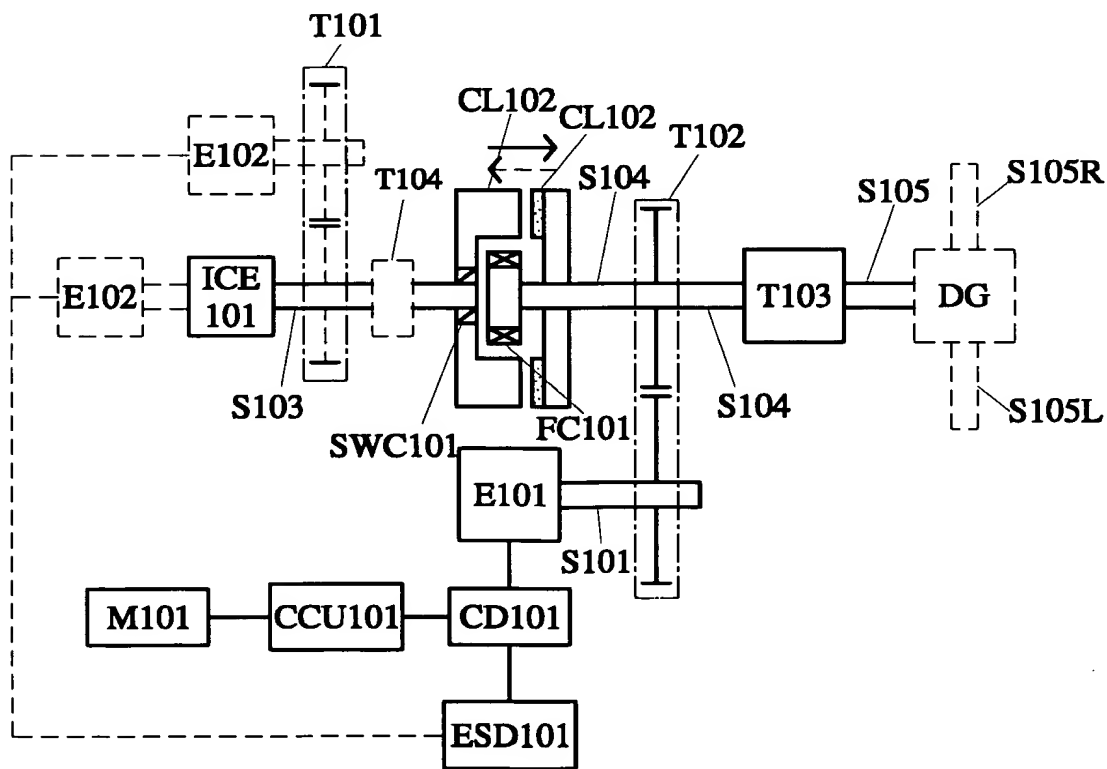 T101
CL102
CL102
T102
E102
T104
S104
S105
S105R
E102
ICE
101
T103
DG
S103
SWC101
FC101
S104
S105L
E101
S101
M101
CCU101
CD101
ESD101